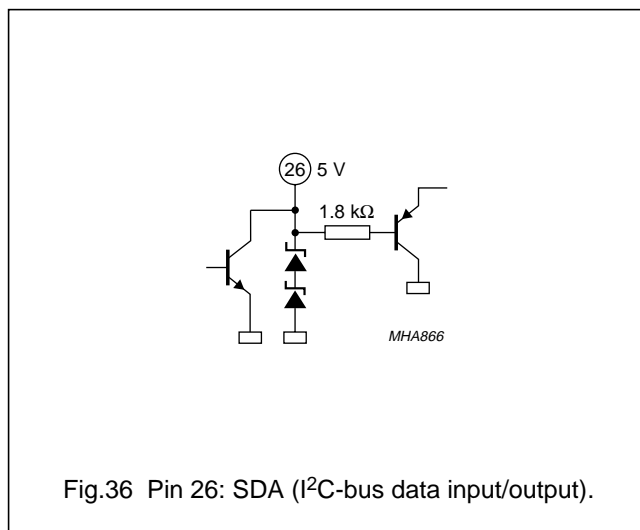 26 5 V
1.8 kΩ
MHA866
Fig.36 Pin 26: SDA (I²C-bus data input/output).